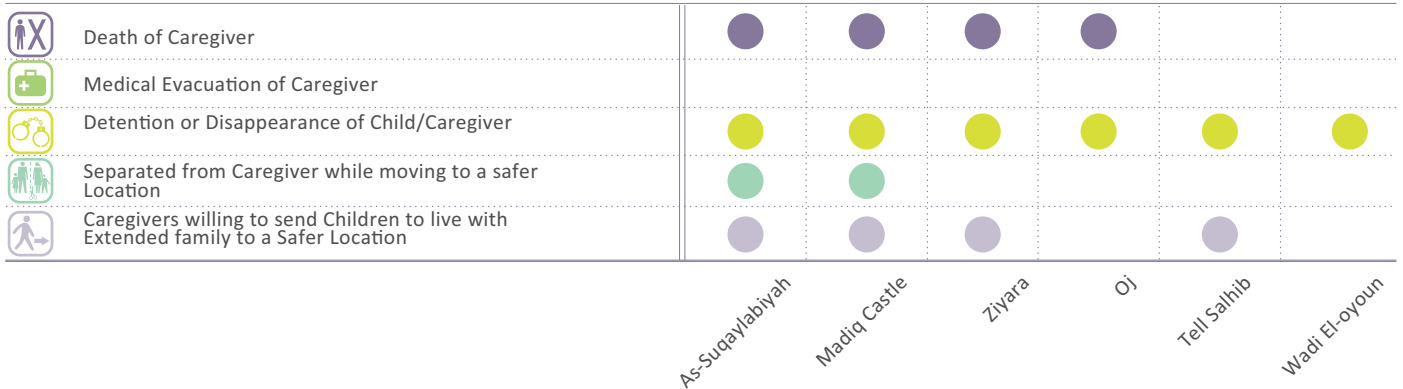 Death of Caregiver
Medical Evacuation of Caregiver
Detention or Disappearance of Child/Caregiver
Separated from Caregiver while moving to a safer
Location
Caregivers willing to send Children to live with
Extended family to a Safer Location
As-Suqaylabiyah
Madiq Castle
Ziyara
Oj
Tell Salhib
Wadi El-oyoun